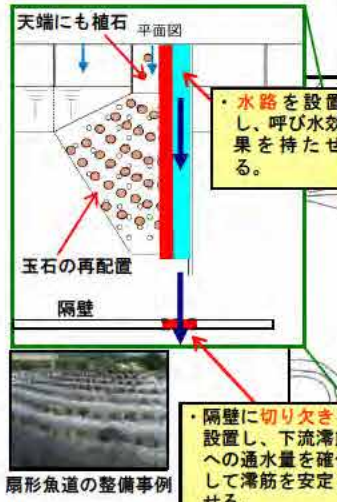 天端にも植石
平面図
・水路を設置
し、呼び水効
果を持たせ
る。
玉石の再配置
隔壁
・隔壁に切り欠き
設置し、下流澪筋
への通水量を確
して澪筋を安定
せる。
扇形魚道の整備事例